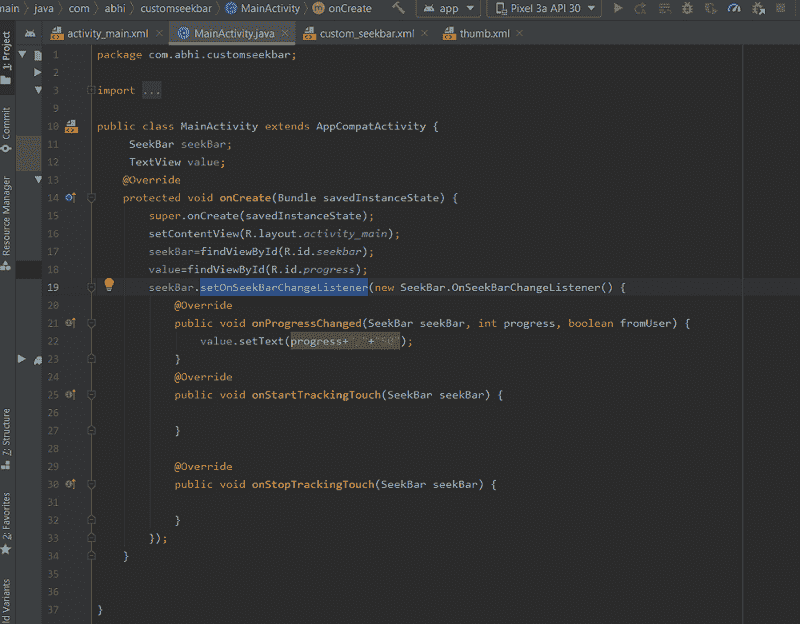 main java com abhi customseekbar MainActivity onCreate app Pixel 3a API 30
activity_main.xml MainActivity.java custom_seekbar.xml thumb.xml
1: Project
Commit
Resource Manager
7: Structure
2: Favorites
ld Variants
1 package com.abhi.customseekbar;
2
3 import ...
9
10 public class MainActivity extends AppCompatActivity {
11 SeekBar seekBar;
12 TextView value;
13 @Override
14 protected void onCreate(Bundle savedInstanceState) {
15 super.onCreate(savedInstanceState);
16 setContentView(R.layout.activity_main);
17 seekBar=findViewById(R.id.seekbar);
18 value=findViewById(R.id.progress);
19 seekBar.setOnSeekBarChangeListener(new SeekBar.OnSeekBarChangeListener() {
20 @Override
21 public void onProgressChanged(SeekBar seekBar, int progress, boolean fromUser) {
22 value.setText(progress+ "+"50");
23 }
24 @Override
25 public void onStartTrackingTouch(SeekBar seekBar) {
26
27 }
28
29 @Override
30 public void onStopTrackingTouch(SeekBar seekBar) {
31
32 }
33 });
34 }
35
36
37 }